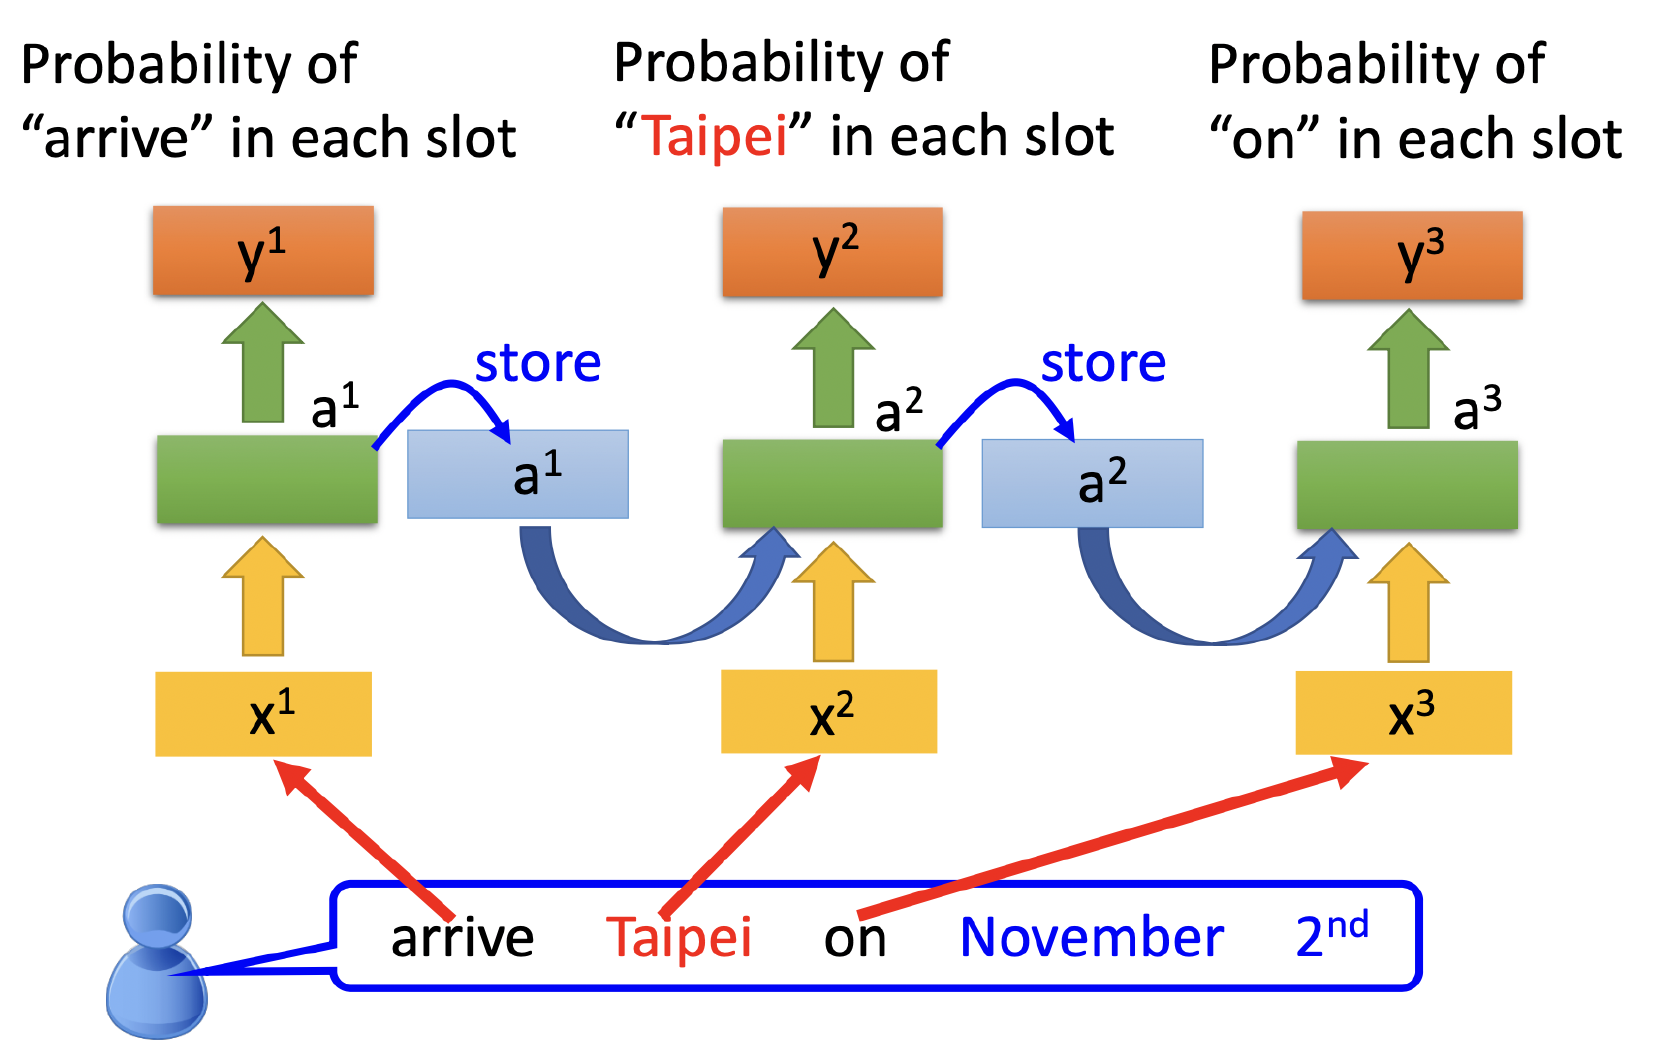 Probability of
“arrive” in each slot
Probability of
“Taipei” in each slot
Probability of
“on” in each slot
y¹
y²
y³
store
store
a¹
a²
a³
a¹
a²
x¹
x²
x³
arrive Taipei on November 2ⁿᵈ